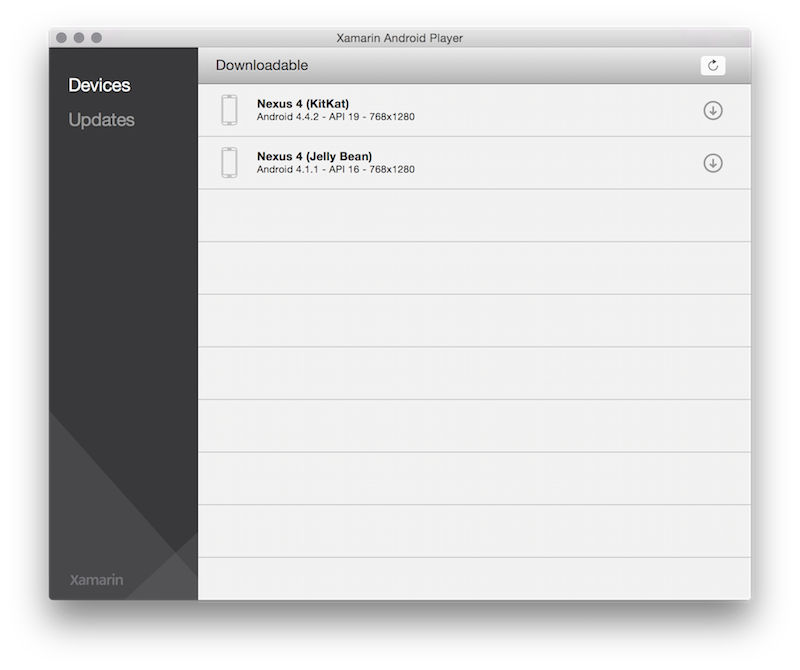 Xamarin Android Player
Devices
Updates
Downloadable
Nexus 4 (KitKat)
Android 4.4.2 - API 19 - 768x1280
Nexus 4 (Jelly Bean)
Android 4.1.1 - API 16 - 768x1280
Xamarin